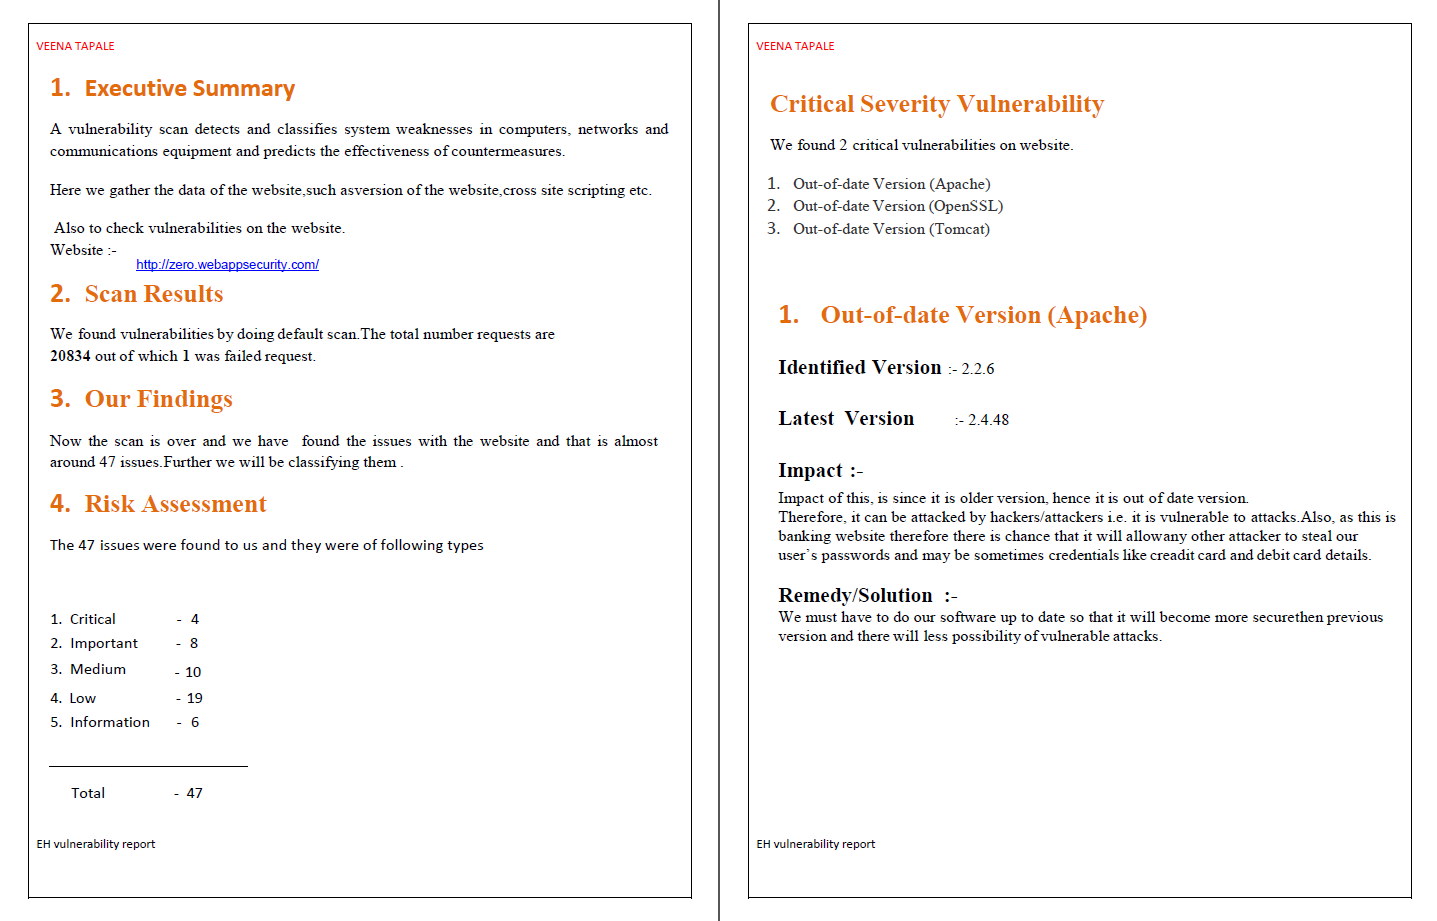 VEENA TAPALE
1. Executive Summary
A vulnerability scan detects and classifies system weaknesses in computers, networks and
communications equipment and predicts the effectiveness of countermeasures.
Here we gather the data of the website,such asversion of the website,cross site scripting etc.
Also to check vulnerabilities on the website.
Website :-
http://zero.webappsecurity.com/
2. Scan Results
We found vulnerabilities by doing default scan.The total number requests are
20834 out of which 1 was failed request.
3. Our Findings
Now the scan is over and we have found the issues with the website and that is almost
around 47 issues.Further we will be classifying them .
4. Risk Assessment
The 47 issues were found to us and they were of following types
1. Critical - 4
2. Important - 8
3. Medium - 10
4. Low - 19
5. Information - 6
Total - 47
EH vulnerability report
VEENA TAPALE
Critical Severity Vulnerability
We found 2 critical vulnerabilities on website.
1. Out-of-date Version (Apache)
2. Out-of-date Version (OpenSSL)
3. Out-of-date Version (Tomcat)
1. Out-of-date Version (Apache)
Identified Version :- 2.2.6
Latest Version :- 2.4.48
Impact :-
Impact of this, is since it is older version, hence it is out of date version.
Therefore, it can be attacked by hackers/attackers i.e. it is vulnerable to attacks.Also, as this is
banking website therefore there is chance that it will allowany other attacker to steal our
user's passwords and may be sometimes credentials like creadit card and debit card details.
Remedy/Solution :-
We must have to do our software up to date so that it will become more securethen previous
version and there will less possibility of vulnerable attacks.
EH vulnerability report